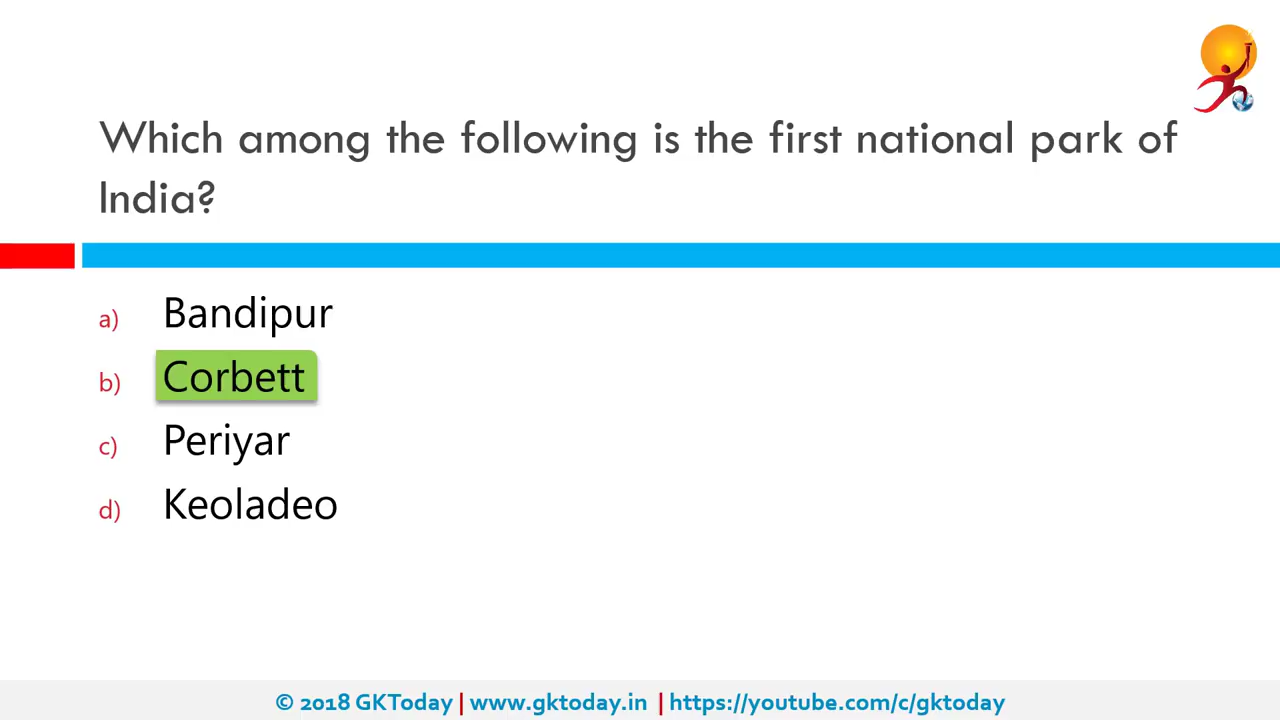 Which among the following is the first national park of
India?
a) Bandipur
b) Corbett
c) Periyar
d) Keoladeo
© 2018 GKToday | www.gktoday.in | https://youtube.com/c/gktoday